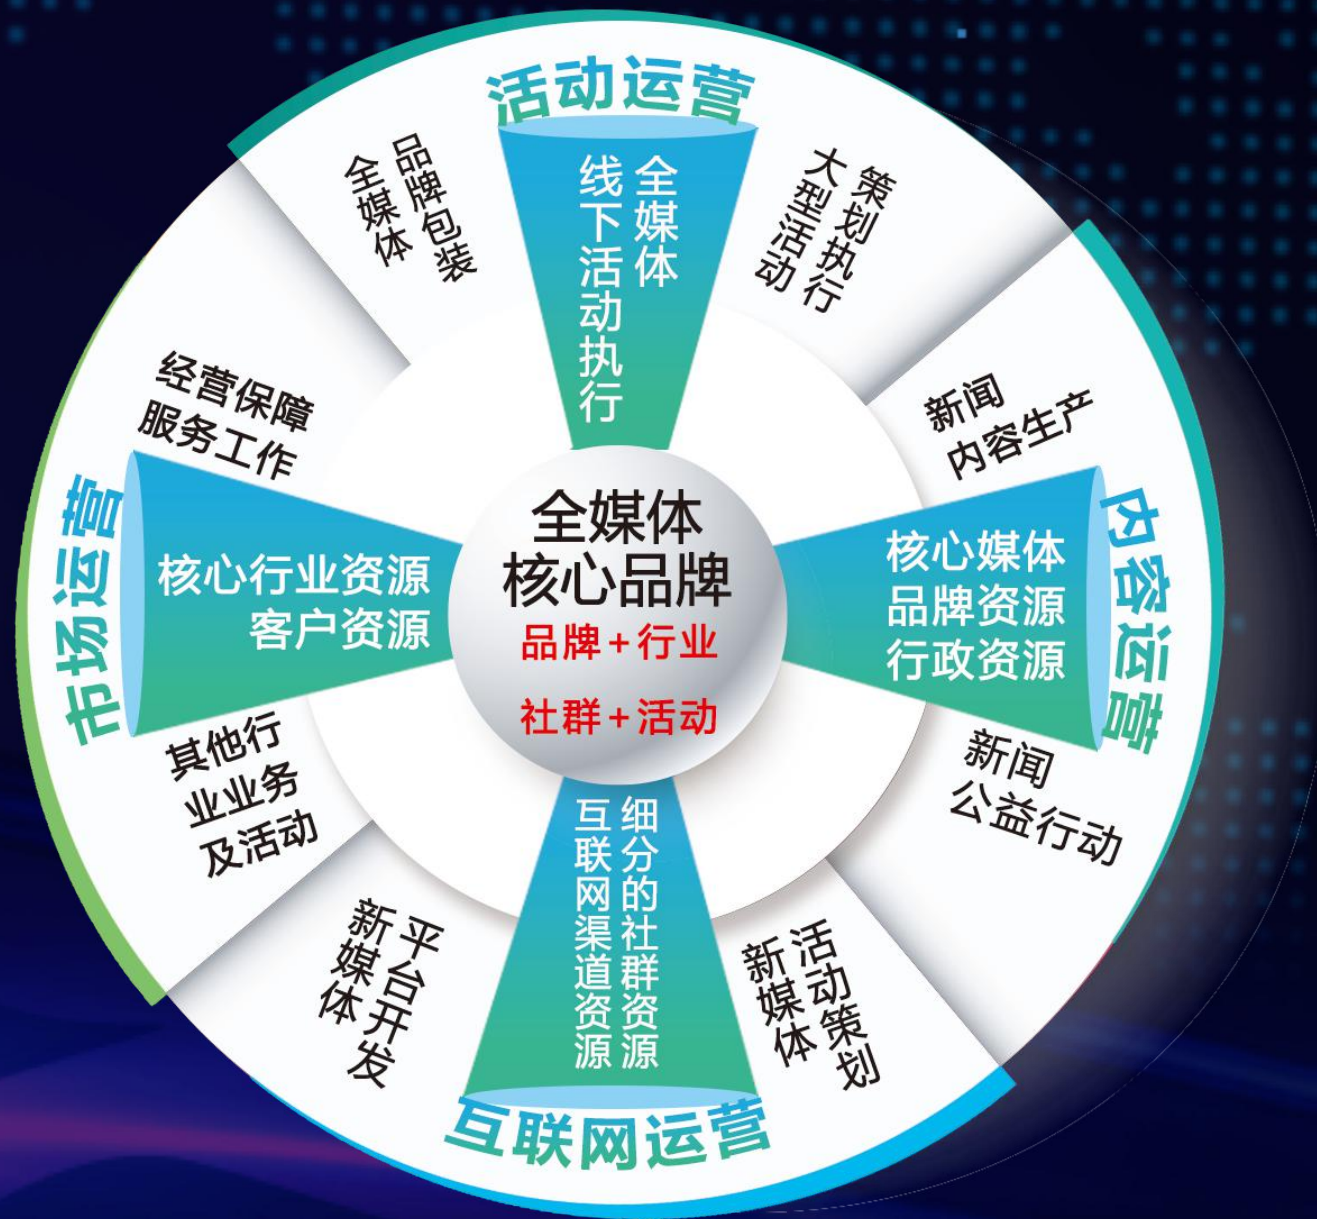 活动运营
全媒体
品牌包装
全媒体
线下活动执行
大型活动
策划执行
经营保障
服务工作
市场运营
核心行业资源
客户资源
其他行
业业务
及活动
全媒体
核心品牌
品牌+行业
社群+活动
新闻
内容生产
内容运营
核心媒体
品牌资源
行政资源
新闻
公益行动
新媒体
平台开发
细分的社群资源
互联网渠道资源
新媒体
活动策划
互联网运营